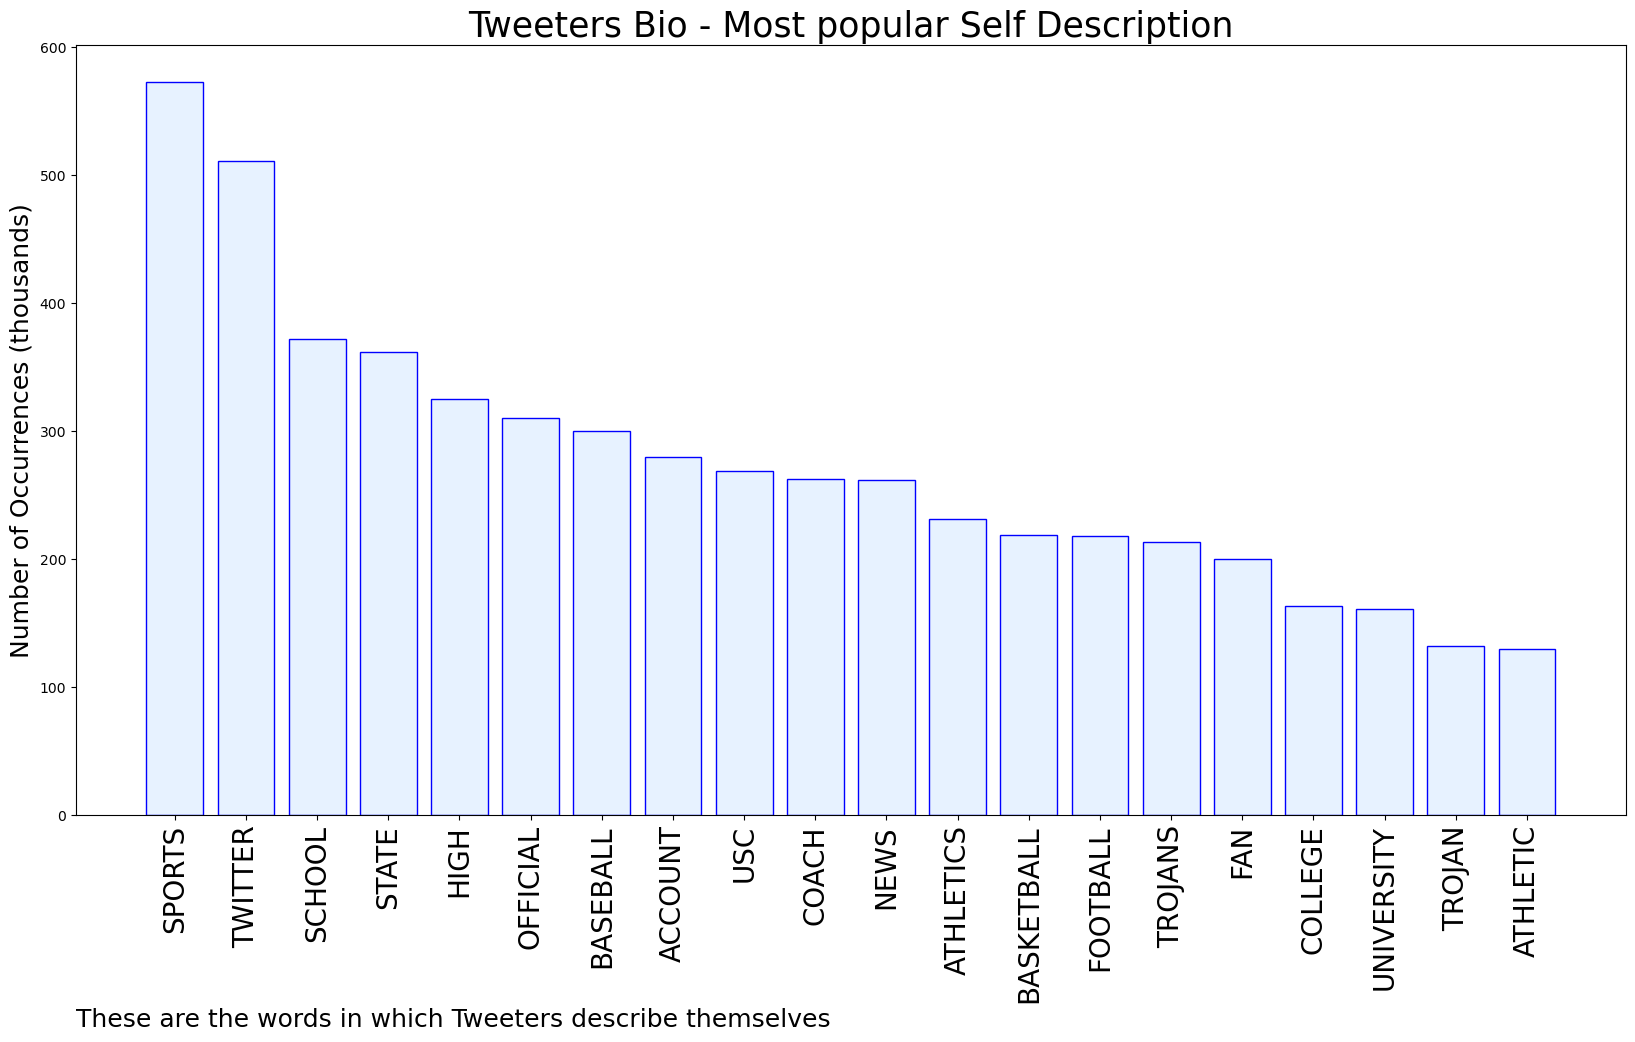 Tweeters Bio - Most popular Self Description
Number of Occurrences (thousands)
600
500
400
300
200
100
0
SPORTS
TWITTER
SCHOOL
STATE
HIGH
OFFICIAL
BASEBALL
ACCOUNT
USC
COACH
NEWS
ATHLETICS
BASKETBALL
FOOTBALL
TROJANS
FAN
COLLEGE
UNIVERSITY
TROJAN
ATHLETIC
These are the words in which Tweeters describe themselves